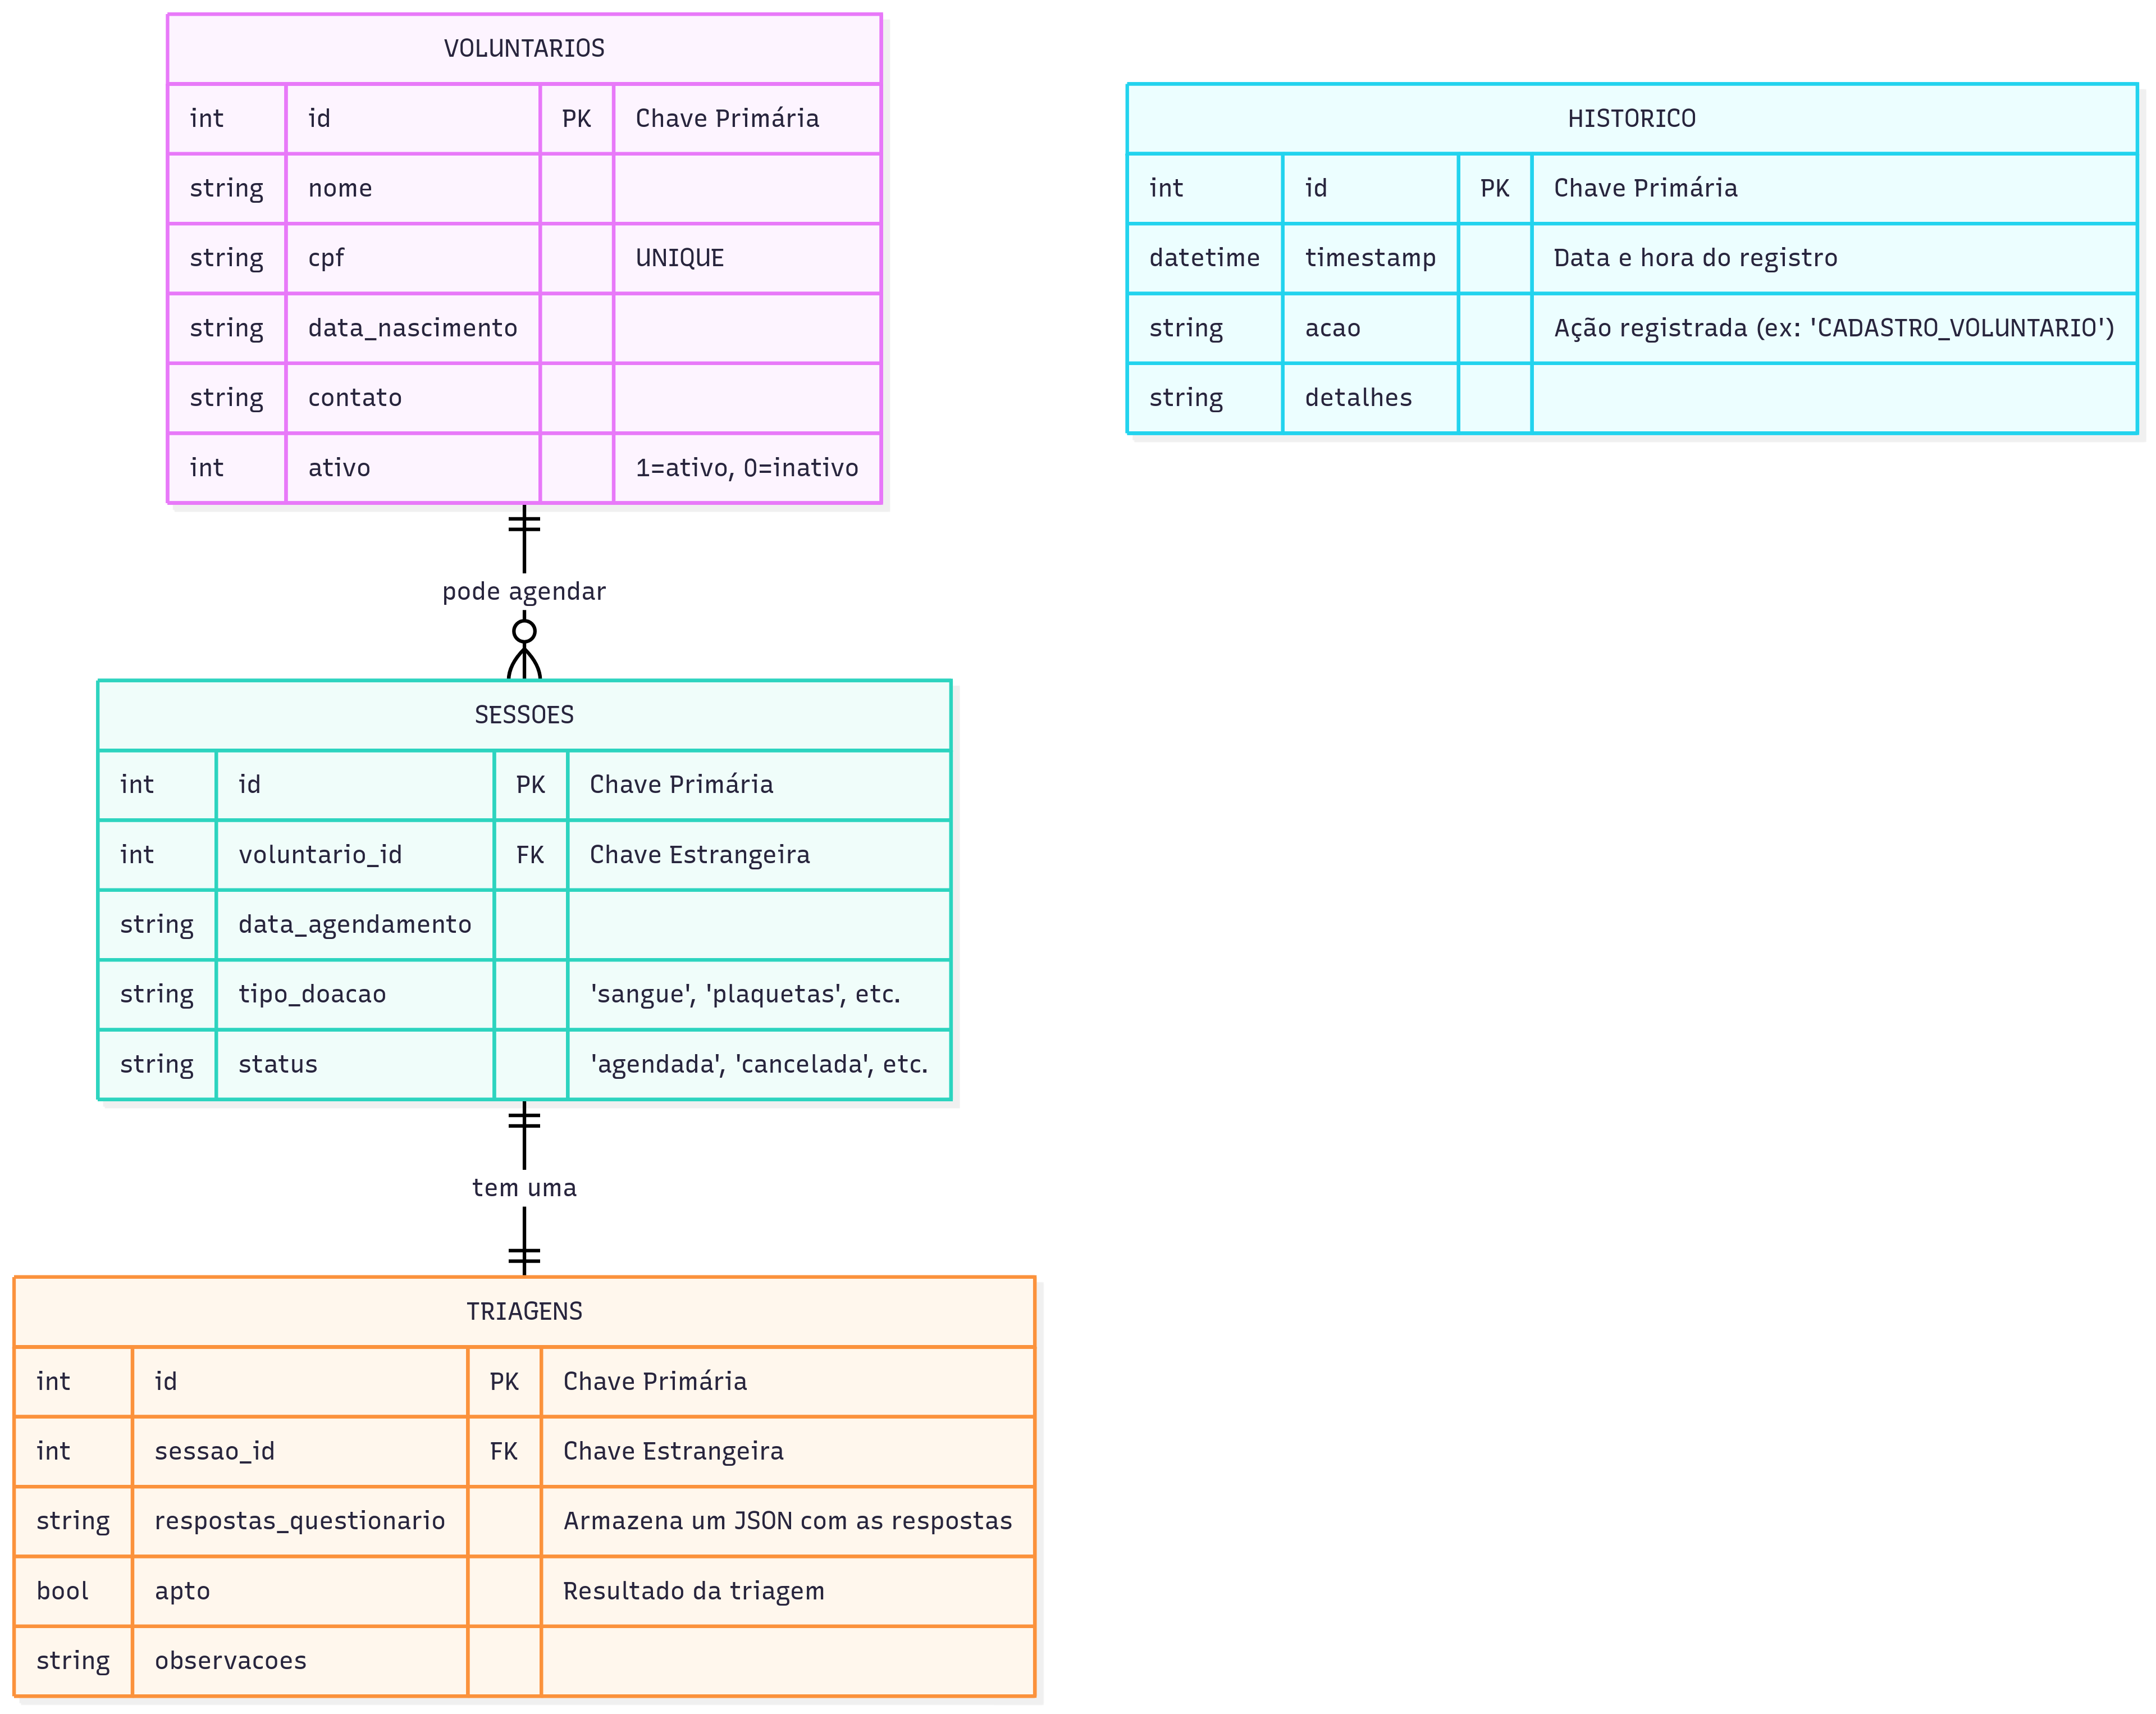 VOLUNTARIOS
int id PK Chave Primária
string nome
string cpf UNIQUE
string data_nascimento
string contato
int ativo 1=ativo, 0=inativo
pode agendar
SESSOES
int id PK Chave Primária
int voluntario_id FK Chave Estrangeira
string data_agendamento
string tipo_doacao 'sangue', 'plaquetas', etc.
string status 'agendada', 'cancelada', etc.
tem uma
TRIAGENS
int id PK Chave Primária
int sessao_id FK Chave Estrangeira
string respostas_questionario Armazena um JSON com as respostas
bool apto Resultado da triagem
string observacoes
HISTORICO
int id PK Chave Primária
datetime timestamp Data e hora do registro
string acao Ação registrada (ex: 'CADASTRO_VOLUNTARIO')
string detalhes